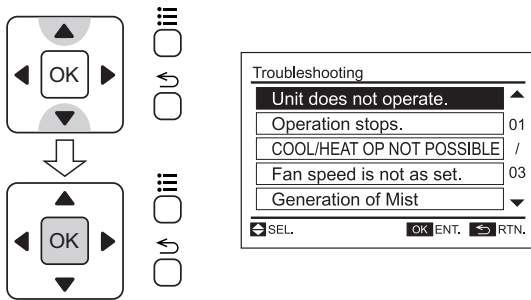 OK
OK
Troubleshooting
Unit does not operate.
Operation stops.
COOL/HEAT OP NOT POSSIBLE
Fan speed is not as set.
Generation of Mist
01
/
03
SEL. OK ENT. RTN.